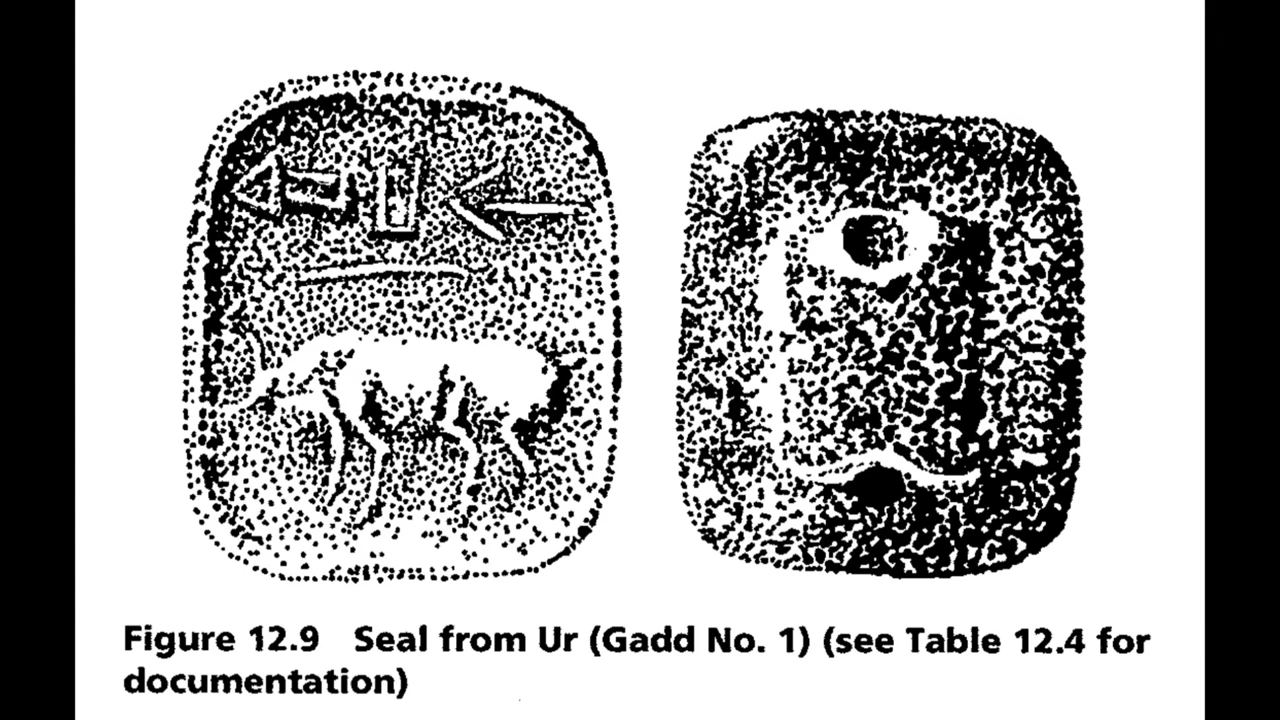 Figure 12.9 Seal from Ur (Gadd No. 1) (see Table 12.4 for
documentation)